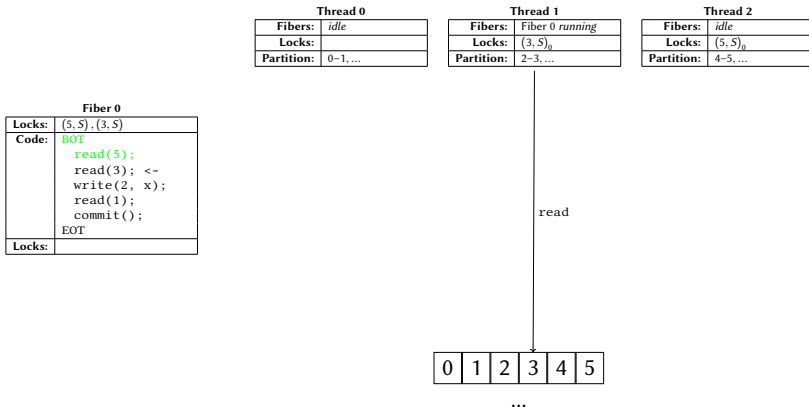 Thread 0
Fibers: idle
Locks:
Partition: 0–1, ...
Thread 1
Fibers: Fiber 0 running
Locks: (3, S)₀
Partition: 2–3, ...
Thread 2
Fibers: idle
Locks: (5, S)₀
Partition: 4–5, ...
Fiber 0
Locks: (5, S) , (3, S)
Code: BOT
read(5);
read(3); <-
write(2, x);
read(1);
commit();
EOT
Locks:
read
0 1 2 3 4 5
...